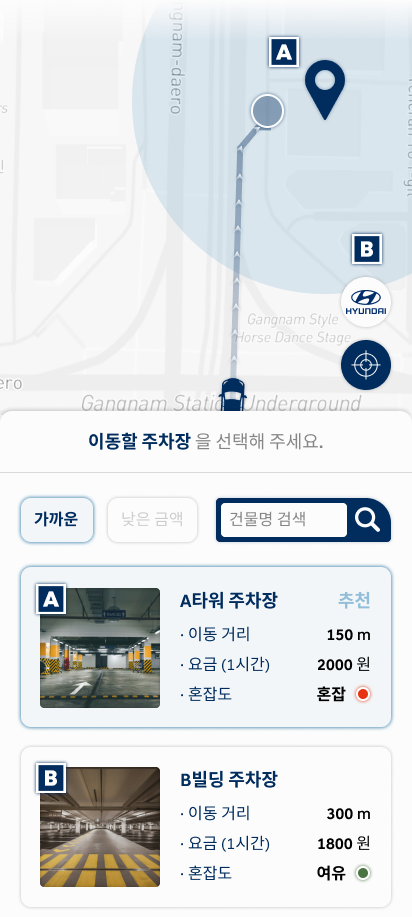 ngnam-daero
A
B
HYUNDAI
Gangnam Style
Horse Dance Stage
ero
Gangnam Station Underground
이동할 주차장 을 선택해 주세요.
가까운
낮은 금액
건물명 검색
A
A타워 주차장
추천
· 이동 거리
150 m
· 요금 (1시간)
2000 원
· 혼잡도
혼잡
B
B빌딩 주차장
· 이동 거리
300 m
· 요금 (1시간)
1800 원
· 혼잡도
여유